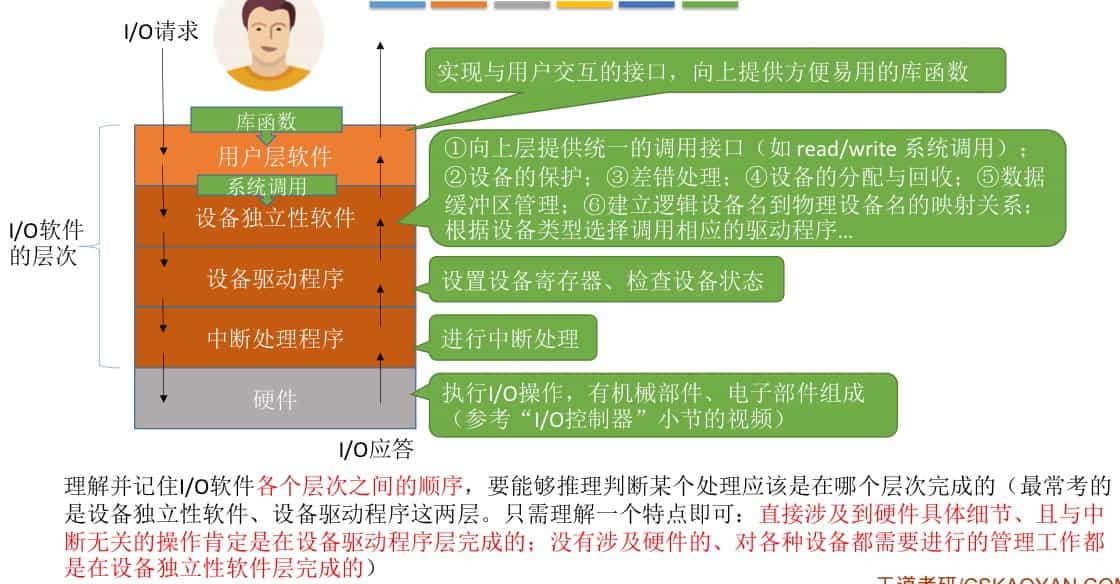 I/O请求
实现与用户交互的接口，向上提供方便易用的库函数
库函数
用户层软件
系统调用
①向上层提供统一的调用接口（如 read/write 系统调用）；
②设备的保护；③差错处理；④设备的分配与回收；⑤数据
缓冲区管理；⑥建立逻辑设备名到物理设备名的映射关系；
根据设备类型选择调用相应的驱动程序...
设备独立性软件
I/O软件
的层次
设备驱动程序
设置设备寄存器、检查设备状态
中断处理程序
进行中断处理
硬件
执行I/O操作，有机械部件、电子部件组成
（参考“I/O控制器”小节的视频）
I/O应答
理解并记住I/O软件各个层次之间的顺序，要能够推理判断某个处理应该是在哪个层次完成的（最常考的
是设备独立性软件、设备驱动程序这两层。只需理解一个特点即可：直接涉及到硬件具体细节、且与中
断无关的操作肯定是在设备驱动程序层完成的；没有涉及硬件的、对各种设备都需要进行的管理工作都
是在设备独立性软件层完成的）